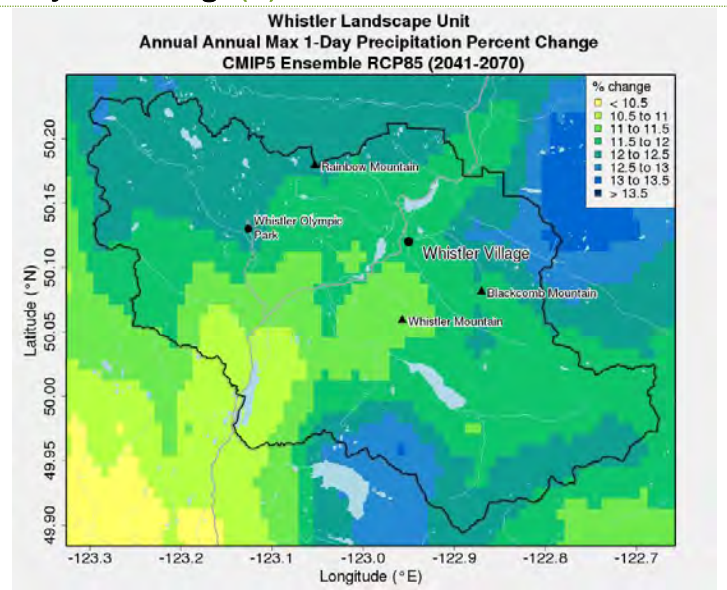 Whistler Landscape Unit
Annual Annual Max 1-Day Precipitation Percent Change
CMIP5 Ensemble RCP85 (2041-2070)
% change
< 10.5
10.5 to 11
11 to 11.5
11.5 to 12
12 to 12.5
12.5 to 13
13 to 13.5
> 13.5
Rainbow Mountain
Whistler Olympic
Park
Whistler Village
Blackcomb Mountain
Whistler Mountain
Latitude (°N)
50.20
50.15
50.10
50.05
50.00
49.95
49.90
-123.3
-123.2
-123.1
-123.0
-122.9
-122.8
-122.7
Longitude (°E)